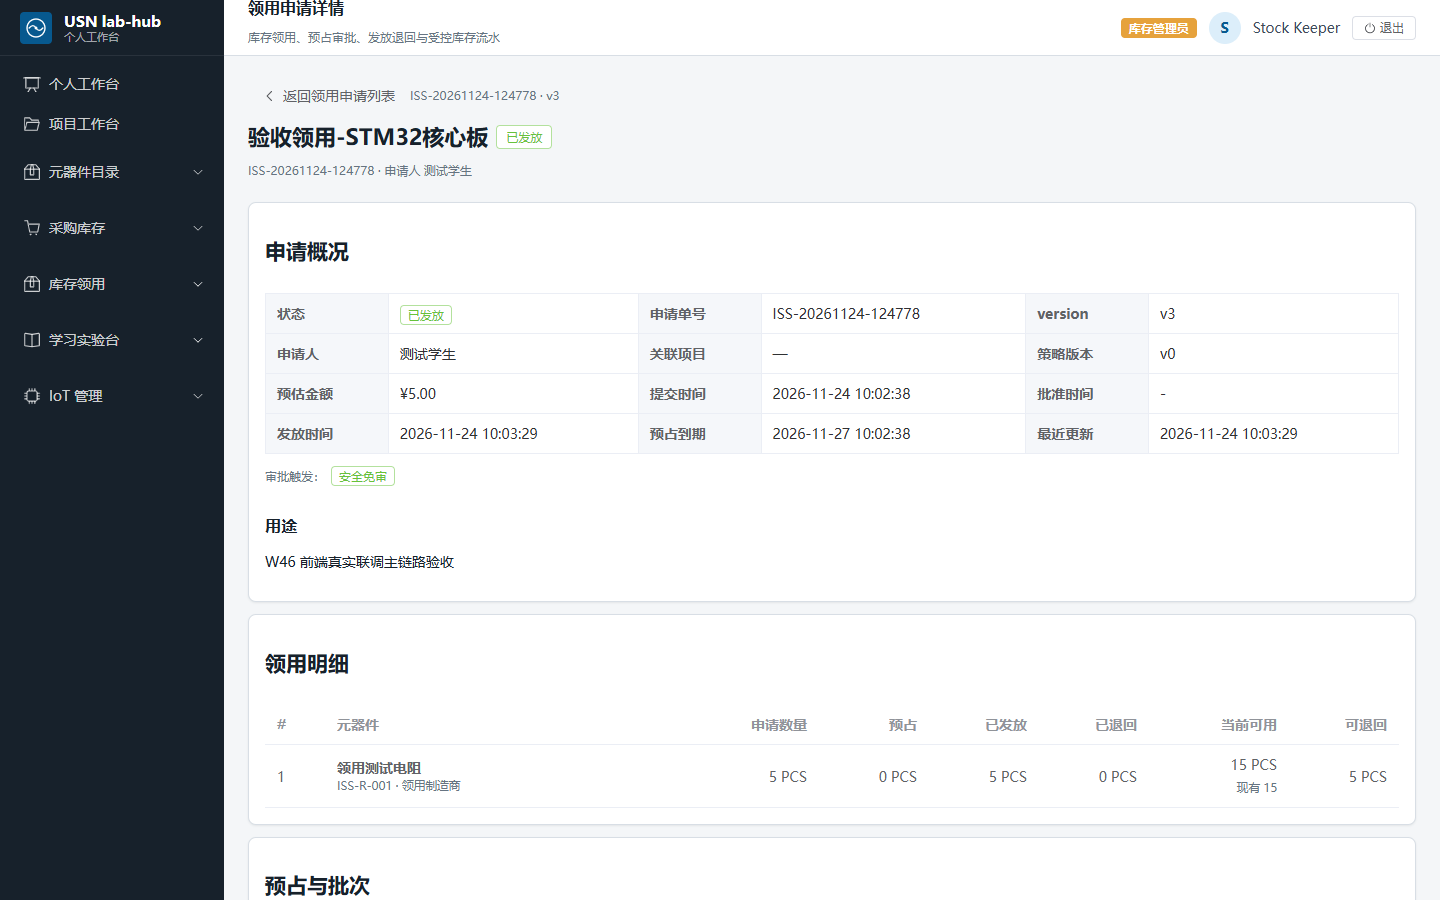 USN lab-hub
个人工作台
个人工作台
项目工作台
元器件目录
采购库存
库存领用
学习实验台
IoT 管理
领用申请详情
库存领用、预占审批、发放退回与受控库存流水
库存管理员
S
Stock Keeper
退出
返回领用申请列表 ISS-20261124-124778 · v3
验收领用-STM32核心板 已发放
ISS-20261124-124778 · 申请人 测试学生
申请概况
状态 已发放 申请单号 ISS-20261124-124778 version v3
申请人 测试学生 关联项目 — 策略版本 v0
预估金额 ¥5.00 提交时间 2026-11-24 10:02:38 批准时间 -
发放时间 2026-11-24 10:03:29 预占到期 2026-11-27 10:02:38 最近更新 2026-11-24 10:03:29
审批触发： 安全免审
用途
W46 前端真实联调主链路验收
领用明细
# 元器件 申请数量 预占 已发放 已退回 当前可用 可退回
1 领用测试电阻 5 PCS 0 PCS 5 PCS 0 PCS 15 PCS 5 PCS
ISS-R-001 · 领用制造商 现有 15
预占与批次